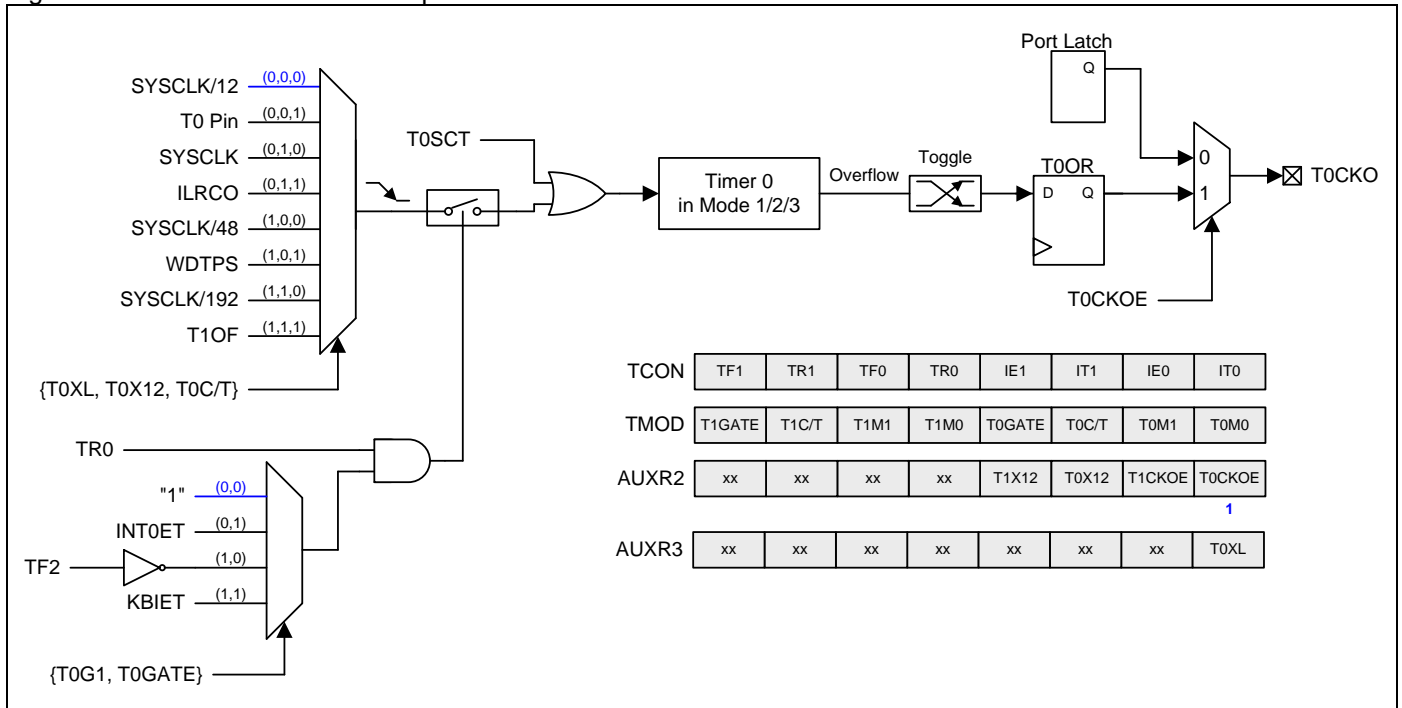 Port Latch
Q
SYSCLK/12 (0,0,0)
T0 Pin (0,0,1)
SYSCLK (0,1,0)
ILRCO (0,1,1)
SYSCLK/48 (1,0,0)
WDTPS (1,0,1)
SYSCLK/192 (1,1,0)
T1OF (1,1,1)
{T0XL, T0X12, T0C/T}
T0SCT
Timer 0
in Mode 1/2/3
Overflow
Toggle
T0OR
D Q
0
1
T0CKO
T0CKOE
TR0
"1" (0,0)
INT0ET (0,1)
TF2 (1,0)
KBIET (1,1)
{T0G1, T0GATE}
TCON TF1 TR1 TF0 TR0 IE1 IT1 IE0 IT0
TMOD T1GATE T1C/T T1M1 T1M0 T0GATE T0C/T T0M1 T0M0
AUXR2 xx xx xx xx T1X12 T0X12 T1CKOE T0CKOE
1
AUXR3 xx xx xx xx xx xx xx T0XL